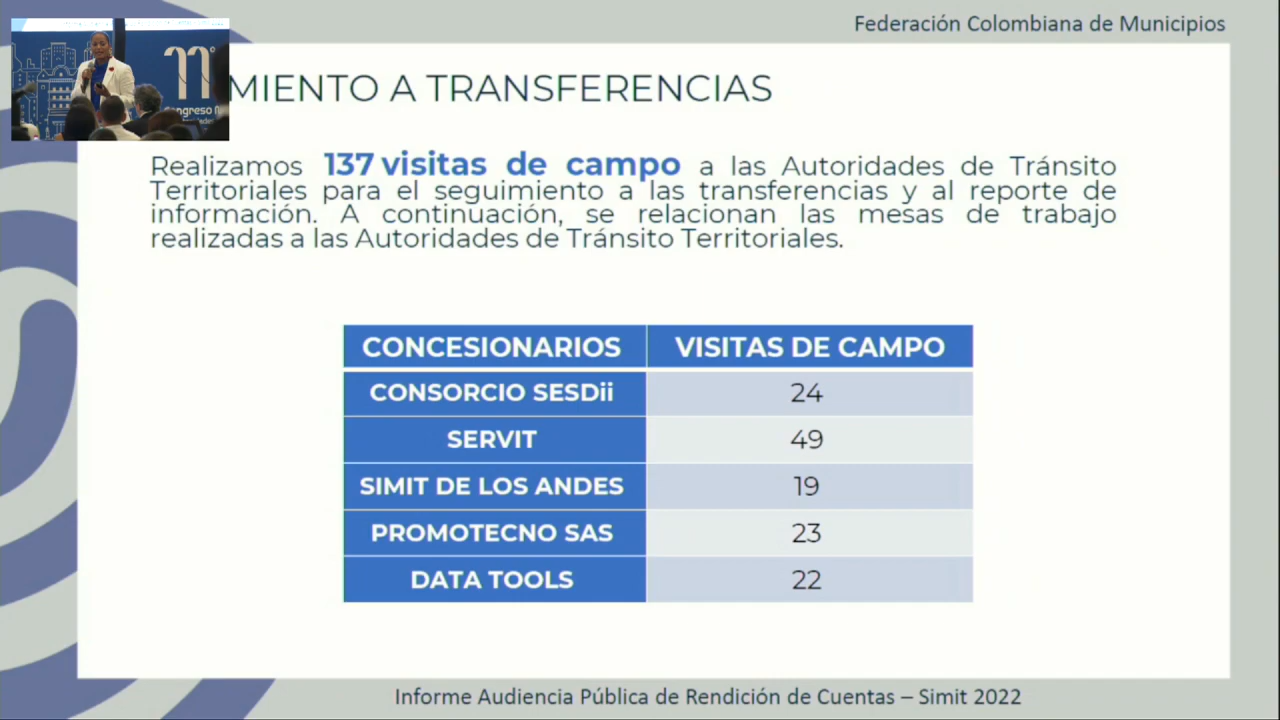 Federación Colombiana de Municipios
11°
MIENTO A TRANSFERENCIAS
Realizamos 137 visitas de campo a las Autoridades de Tránsito
Territoriales para el seguimiento a las transferencias y al reporte de
información. A continuación, se relacionan las mesas de trabajo
realizadas a las Autoridades de Tránsito Territoriales.
CONCESIONARIOS VISITAS DE CAMPO
CONSORCIO SESDii 24
SERVIT 49
SIMIT DE LOS ANDES 19
PROMOTECNO SAS 23
DATA TOOLS 22
Informe Audiencia Pública de Rendición de Cuentas – Simit 2022